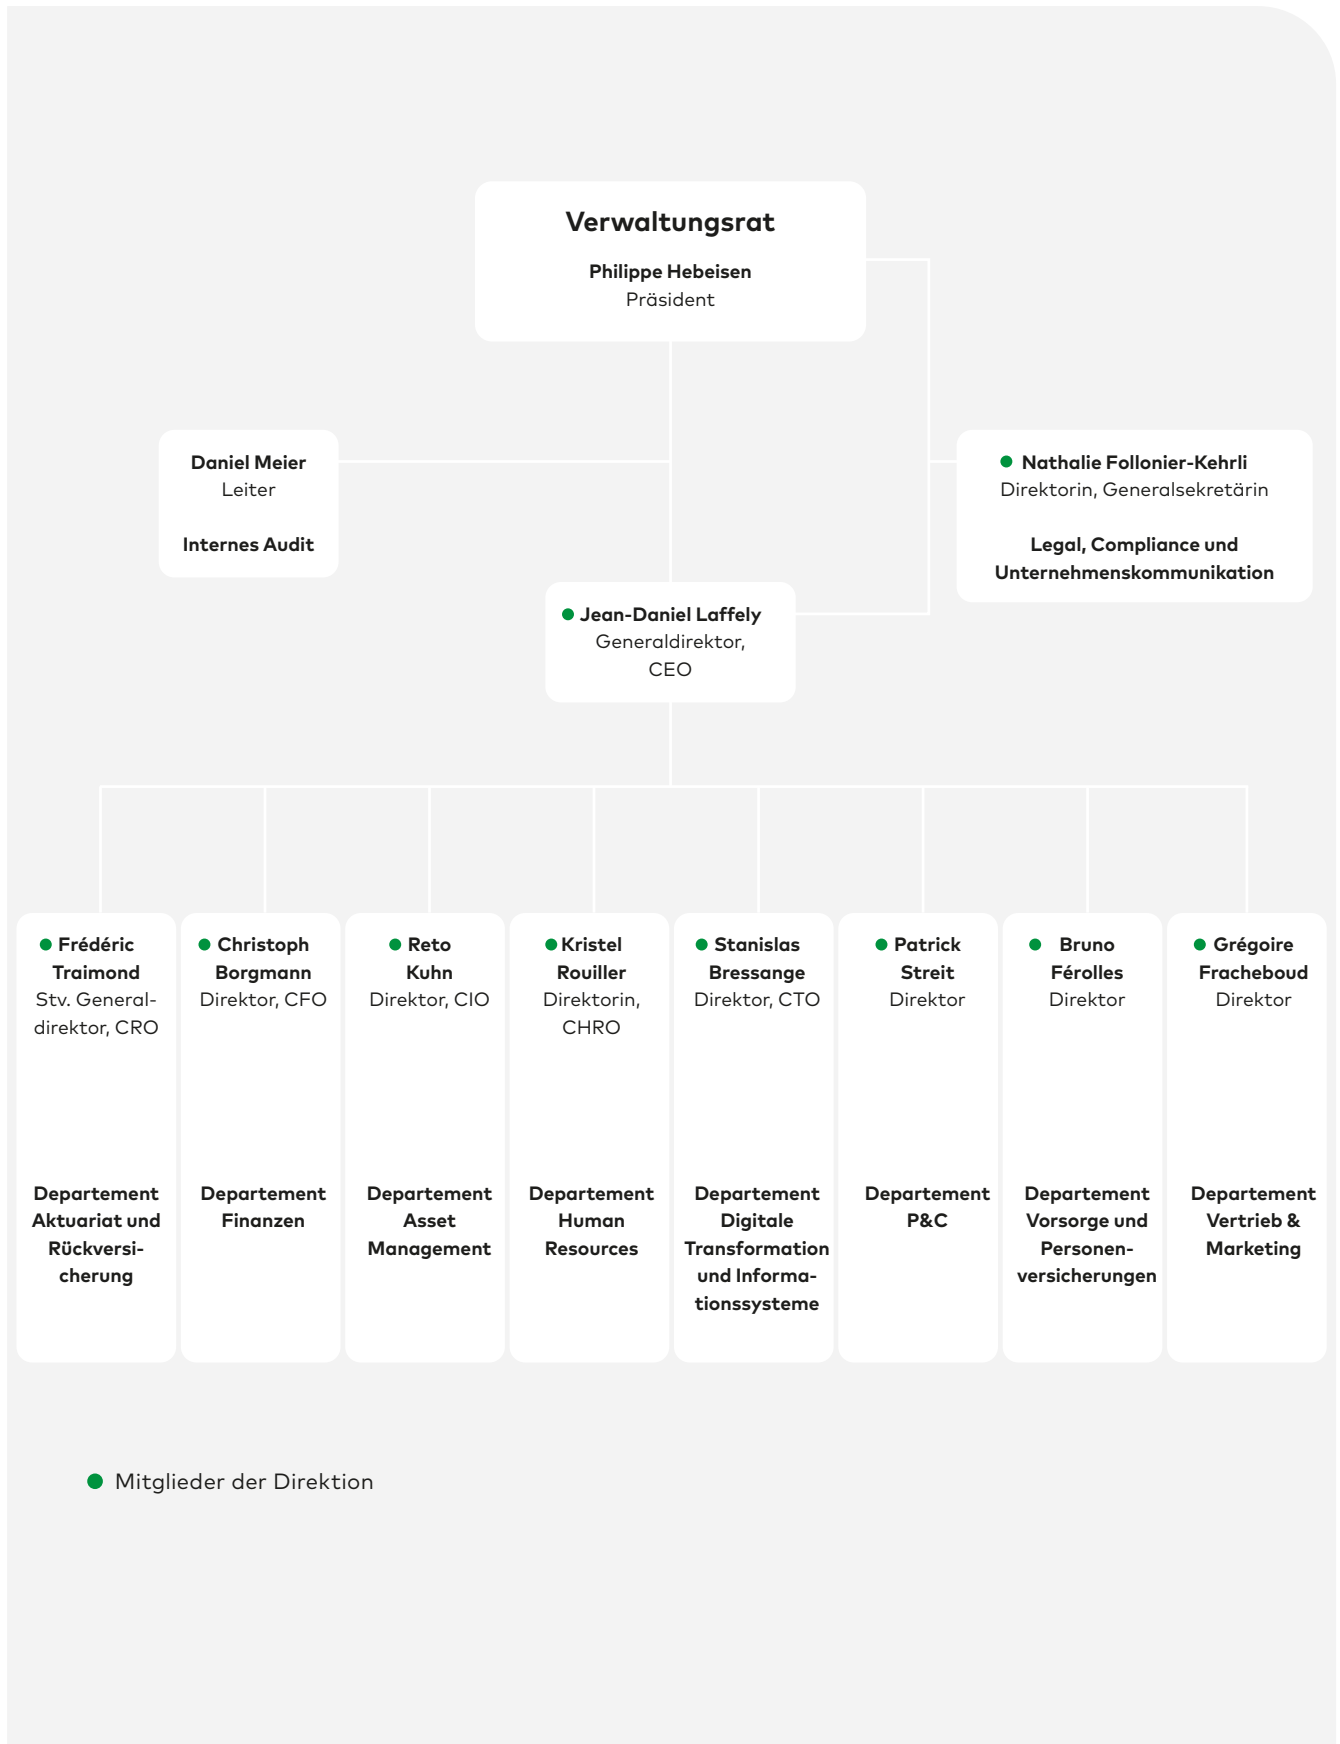 Verwaltungsrat
Philippe Hebeisen
Präsident
Daniel Meier
Leiter
Internes Audit
Nathalie Follonier-Kehrli
Direktorin, Generalsekretärin
Legal, Compliance und
Unternehmenskommunikation
Jean-Daniel Laffely
Generaldirektor,
CEO
Frédéric
Traimond
Stv. General-
direktor, CRO
Departement
Aktuariat und
Rückversi-
cherung
Christoph
Borgmann
Direktor, CFO
Departement
Finanzen
Reto
Kuhn
Direktor, CIO
Departement
Asset
Management
Kristel
Rouiller
Direktorin,
CHRO
Departement
Human
Resources
Stanislas
Bressange
Direktor, CTO
Departement
Digitale
Transformation
und Informa-
tionssysteme
Patrick
Streit
Direktor
Departement
P&C
Bruno
Férolles
Direktor
Departement
Vorsorge und
Personen-
versicherungen
Grégoire
Fracheboud
Direktor
Departement
Vertrieb &
Marketing
Mitglieder der Direktion